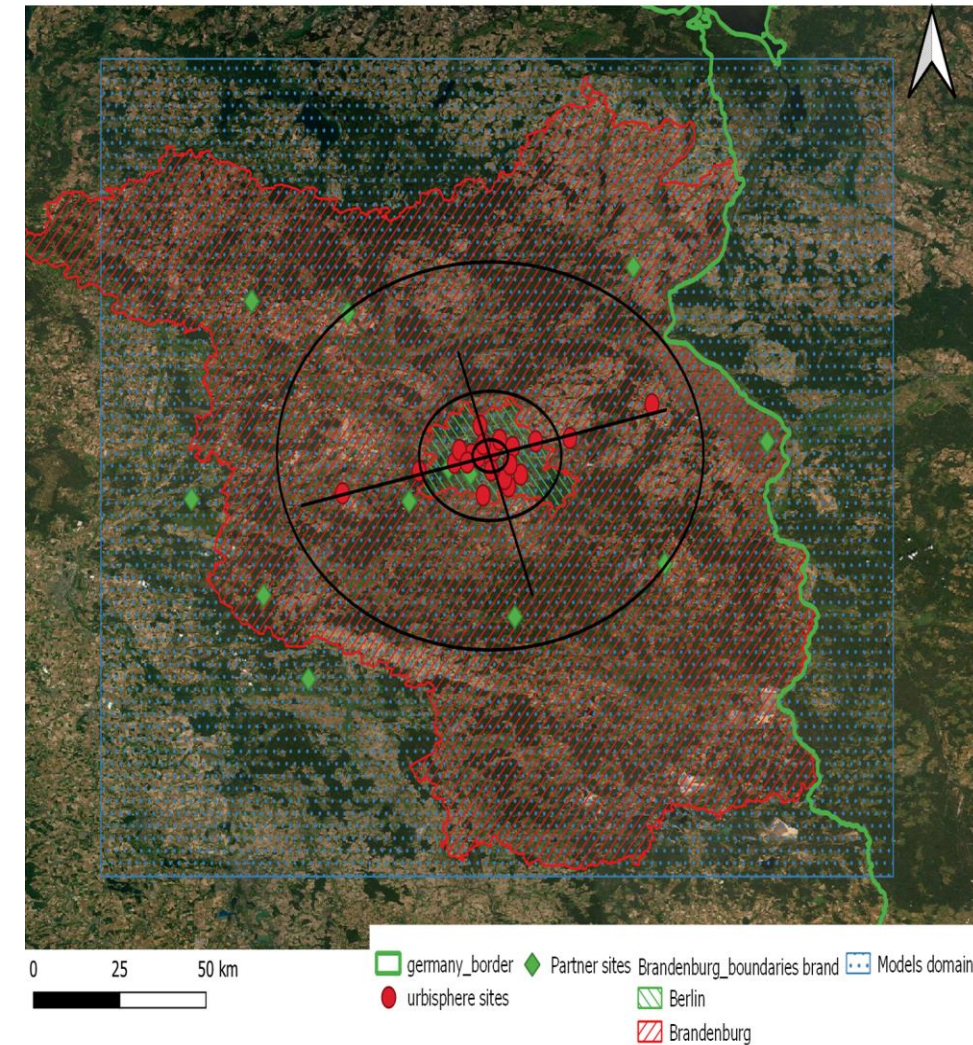 0 25 50 km
germany_border Partner sites Brandenburg_boundaries brand Models domain
urbisphere sites Berlin
Brandenburg